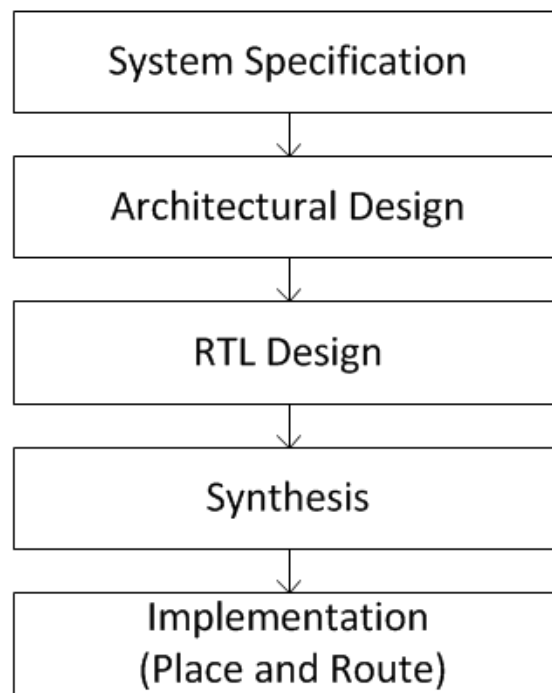 System Specification
Architectural Design
RTL Design
Synthesis
Implementation
(Place and Route)